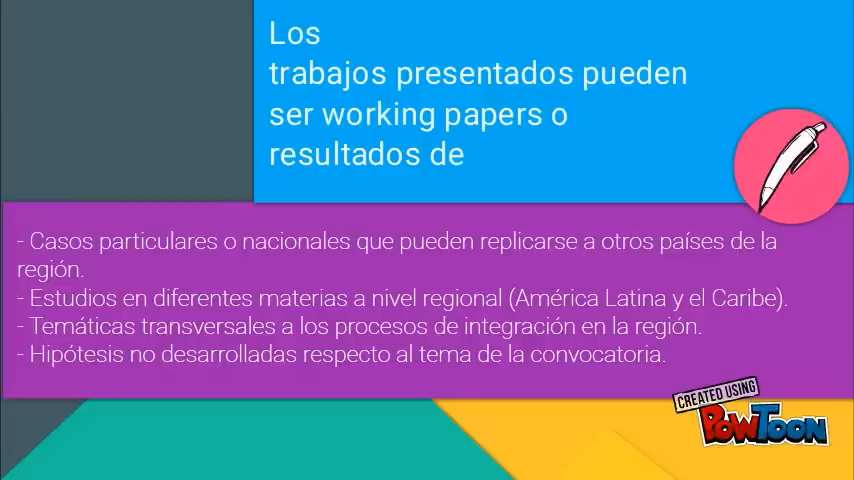 Los
trabajos presentados pueden
ser working papers o
resultados de
- Casos particulares o nacionales que pueden replicarse a otros países de la
región.
- Estudios en diferentes materias a nivel regional (América Latina y el Caribe).
- Temáticas transversales a los procesos de integración en la región.
- Hipótesis no desarrolladas respecto al tema de la convocatoria.
CREATED USING
POWTOON